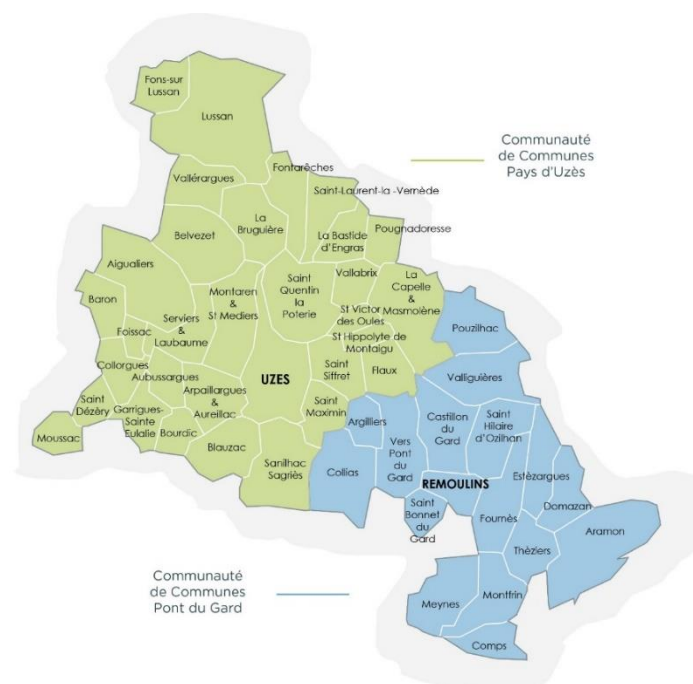 Fons-sur
Lussan
Lussan
Communauté
de Communes
Pays d'Uzès
Fontarêches
Vallérargues
Saint-Laurent-la -Vernède
La
Bruguière
Pougnadoresse
Belvezet
La Bastide
d'Engras
Aigualiers
Vallabrix
La
Capelle
&
Masmolène
Saint
Quentin
la
Poterie
Montaren
&
St Mediers
Baron
Serviers
&
Laubaume
St Victor
des Oules
Pouzilhac
Foissac
St Hippolyte de
Montaigu
Collorgues
Aubussargues
UZES
Saint
Siffret
Flaux
Valliguières
Arpaillargues
&
Aureillac
Saint
Dézéry
Garrigues-
Sainte
Eulalie
Bourdic
Saint
Maximin
Argilliers
Castillon
du
Gard
Saint
Hilaire
d'Ozilhan
Moussac
Blauzac
Vers
Pont
du
Gard
Sanilhac
Sagriès
Collias
REMOULINS
Estèzargues
Saint
Bonnet
du
Gard
Domazan
Fournès
Aramon
Thèziers
Communauté
de Communes
Pont du Gard
Meynes
Montfrin
Comps